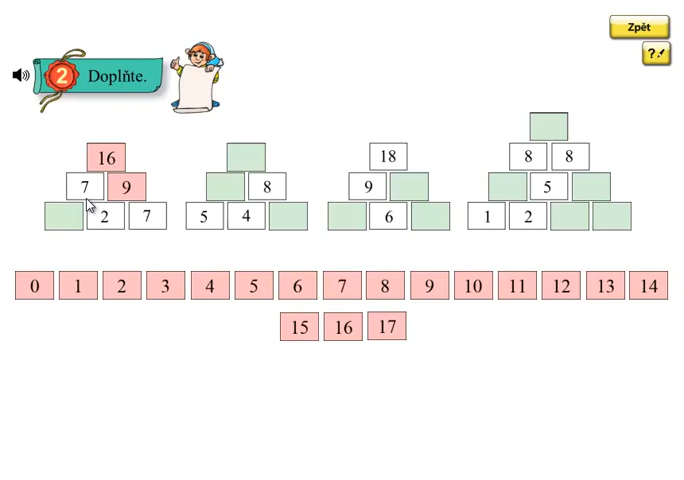 Zpět
?✓
2 Doplňte.
16 18 8 8
7 9 8 9 5
2 7 5 4 6 1 2
0 1 2 3 4 5 6 7 8 9 10 11 12 13 14
15 16 17